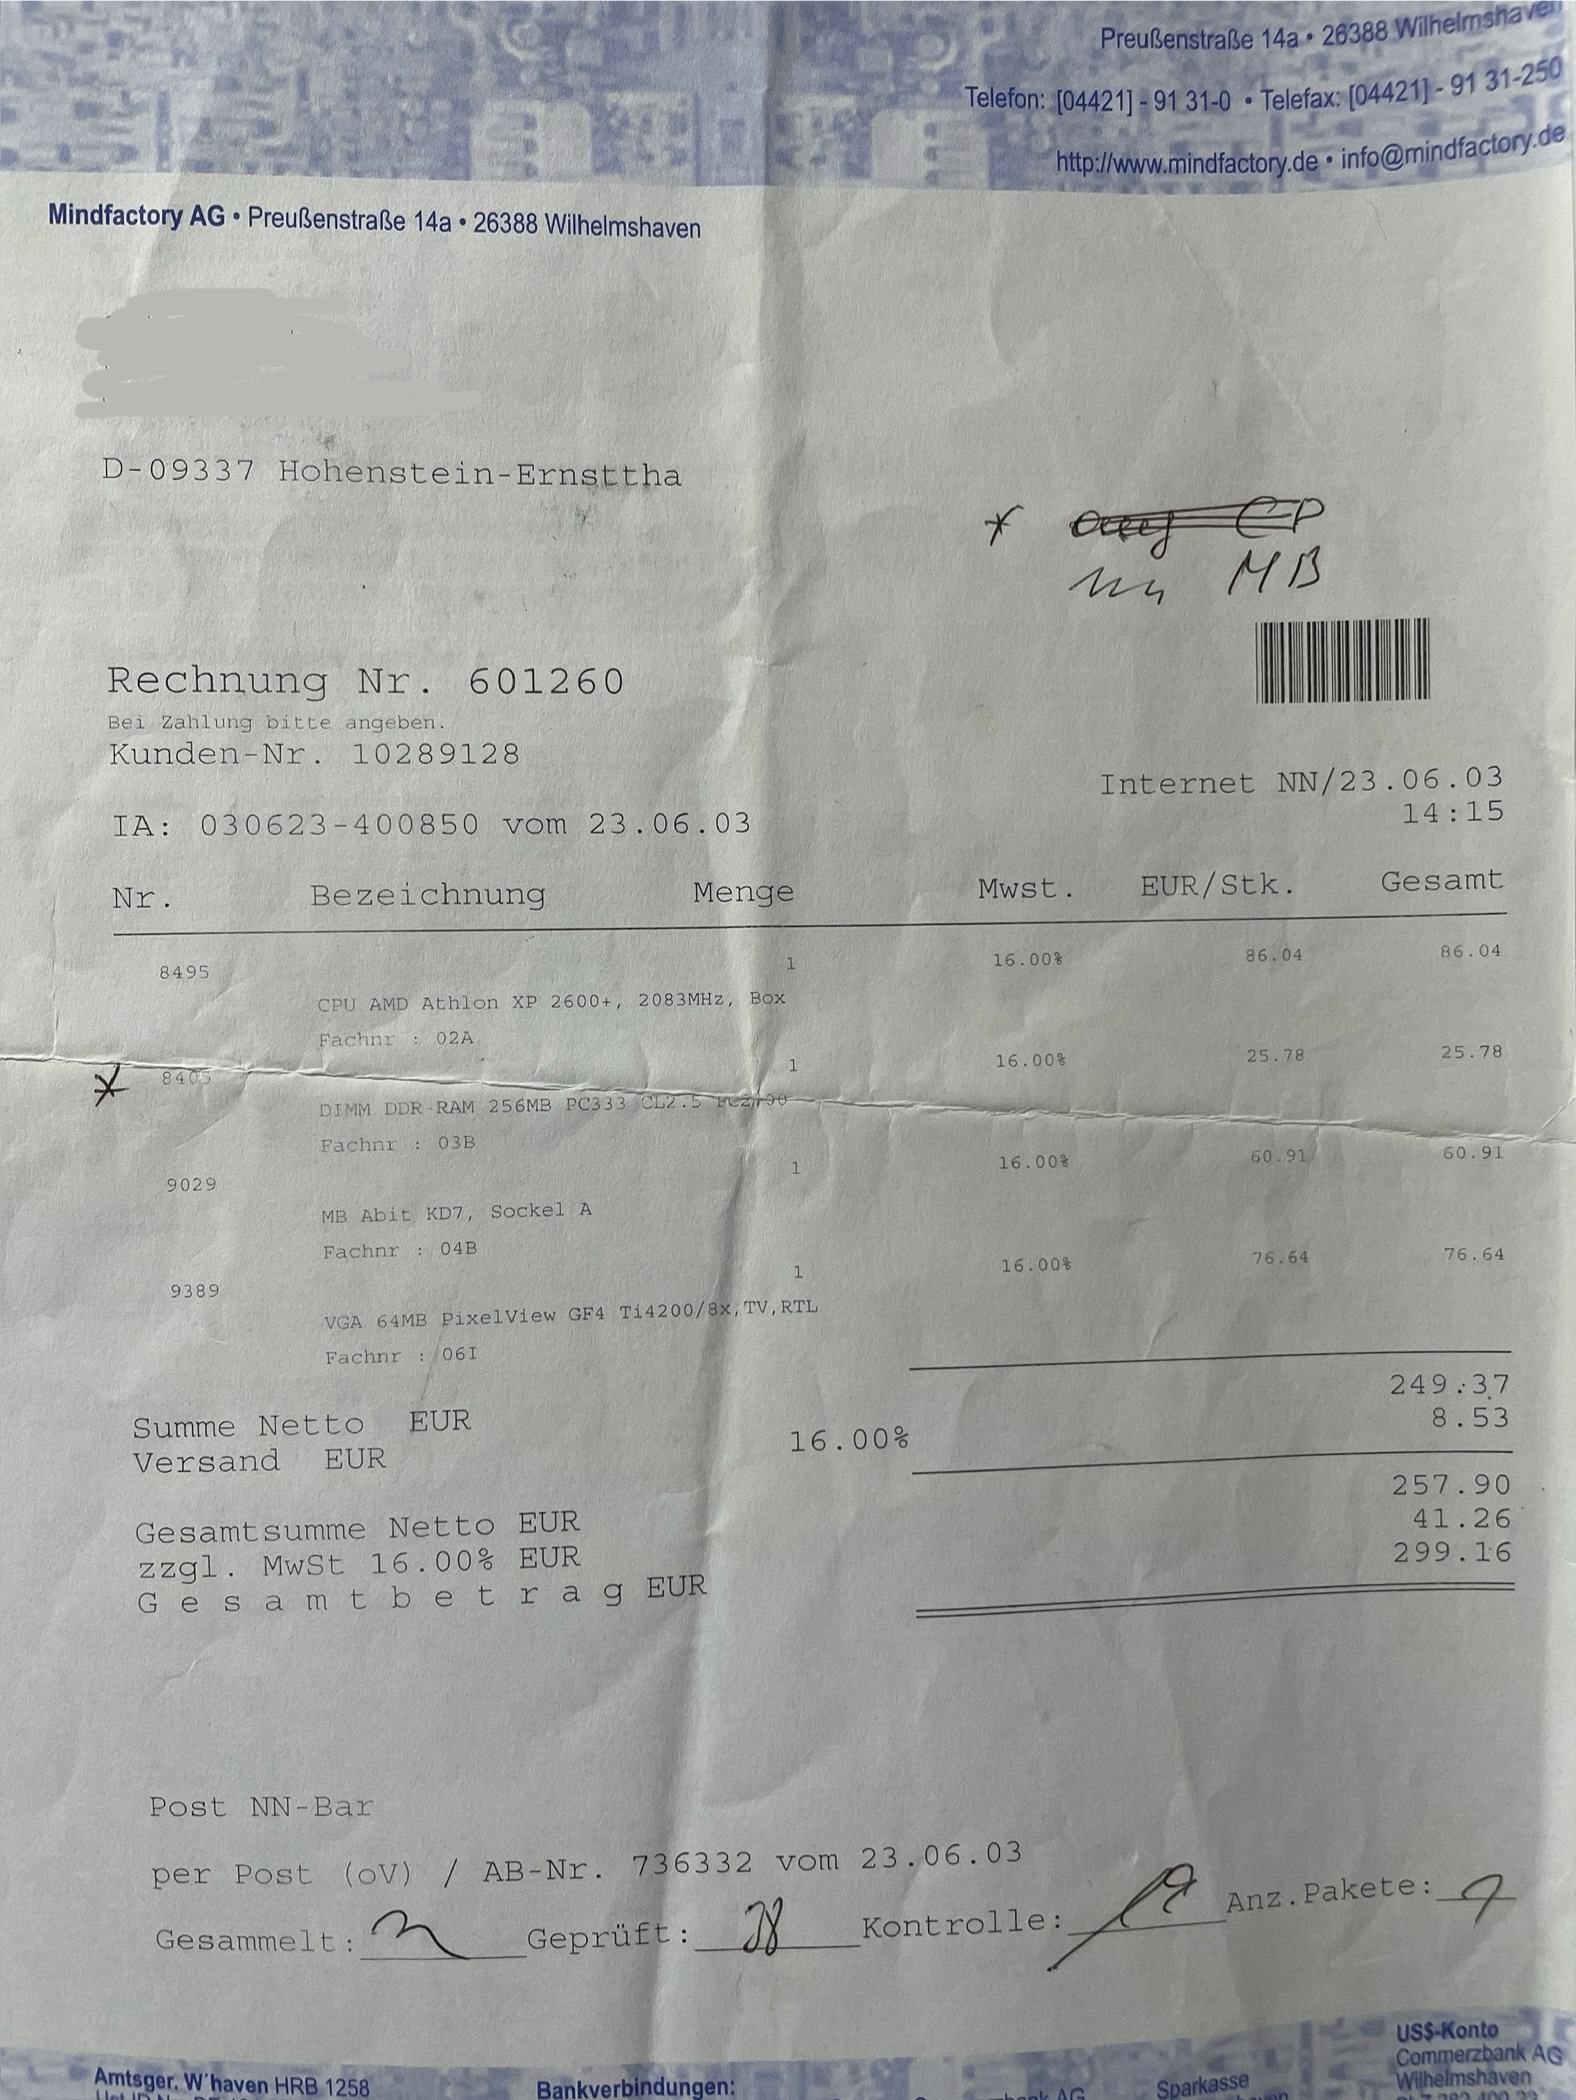 Preußenstraße 14a • 26388 Wilhelmshaven
Telefon: [04421] - 91 31-0 • Telefax: [04421] - 91 31-250
http://www.mindfactory.de • info@mindfactory.de
Mindfactory AG • Preußenstraße 14a • 26388 Wilhelmshaven
D-09337 Hohenstein-Ernsttha
*
MB
Rechnung Nr. 601260
Bei Zahlung bitte angeben.
Kunden-Nr. 10289128
Internet NN/23.06.03
14:15
IA: 030623-400850 vom 23.06.03
Nr. Bezeichnung Menge Mwst. EUR/Stk. Gesamt
8495 1 16.00% 86.04 86.04
CPU AMD Athlon XP 2600+, 2083MHz, Box
Fachnr : 02A
* 8405 1 16.00% 25.78 25.78
DIMM DDR-RAM 256MB PC333 CL2.5 PC2700
Fachnr : 03B
9029 1 16.00% 60.91 60.91
MB Abit KD7, Sockel A
Fachnr : 04B
9389 1 16.00% 76.64 76.64
VGA 64MB PixelView GF4 Ti4200/8x,TV,RTL
Fachnr : 06I
Summe Netto EUR 249.37
Versand EUR 16.00% 8.53
Gesamtsumme Netto EUR 257.90
zzgl. MwSt 16.00% EUR 41.26
G e s a m t b e t r a g EUR 299.16
Post NN-Bar
per Post (oV) / AB-Nr. 736332 vom 23.06.03
Gesammelt: Geprüft: Kontrolle: Anz.Pakete:
Amtsger. W'haven HRB 1258
Bankverbindungen:
Sparkasse
US$-Konto
Commerzbank AG
Wilhelmshaven